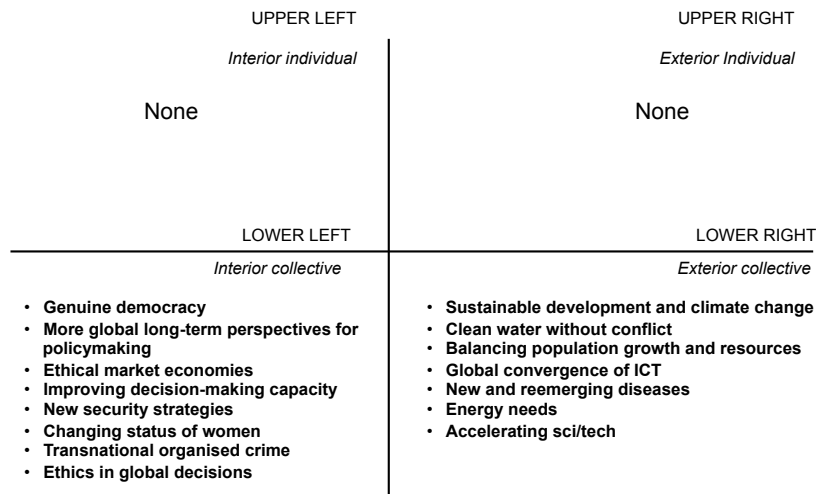 UPPER LEFT
Interior individual
None
UPPER RIGHT
Exterior Individual
None
LOWER LEFT
Interior collective
• Genuine democracy
• More global long-term perspectives for
policymaking
• Ethical market economies
• Improving decision-making capacity
• New security strategies
• Changing status of women
• Transnational organised crime
• Ethics in global decisions
LOWER RIGHT
Exterior collective
• Sustainable development and climate change
• Clean water without conflict
• Balancing population growth and resources
• Global convergence of ICT
• New and reemerging diseases
• Energy needs
• Accelerating sci/tech